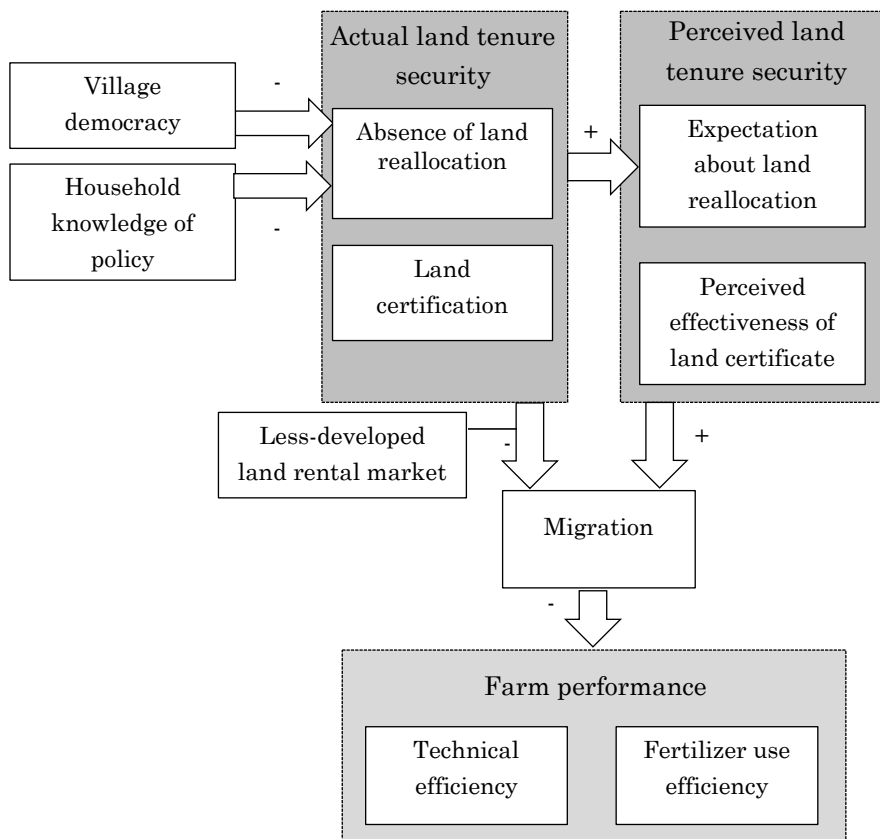 Actual land tenure
security
Perceived land
tenure security
Village
democracy
-
Household
knowledge of
policy
-
Absence of land
reallocation
+
Expectation
about land
reallocation
Land
certification
Perceived
effectiveness of
land certificate
Less-developed
land rental market
-
+
Migration
-
Farm performance
Technical
efficiency
Fertilizer use
efficiency